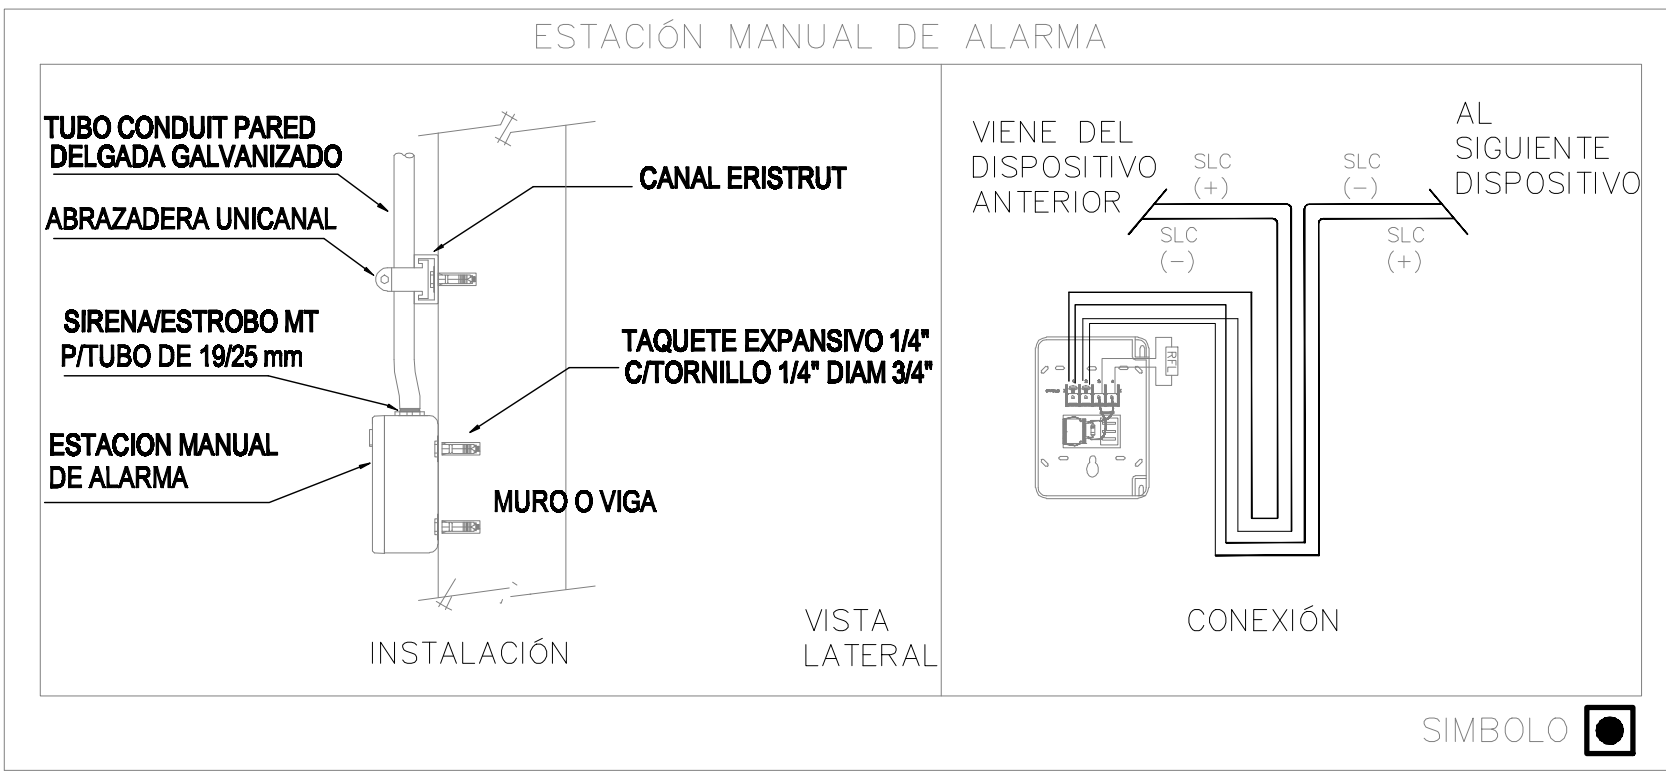 ESTACIÓN MANUAL DE ALARMA
TUBO CONDUIT PARED
DELGADA GALVANIZADO
ABRAZADERA UNICANAL
SIRENA/ESTROBO MT
P/TUBO DE 19/25 mm
ESTACION MANUAL
DE ALARMA
CANAL ERISTRUT
TAQUETE EXPANSIVO 1/4"
C/TORNILLO 1/4" DIAM 3/4"
MURO O VIGA
INSTALACIÓN
VISTA
LATERAL
VIENE DEL
DISPOSITIVO
ANTERIOR
SLC
(+)
SLC
(-)
SLC
(-)
SLC
(+)
AL
SIGUIENTE
DISPOSITIVO
RFL
CONEXIÓN
SIMBOLO